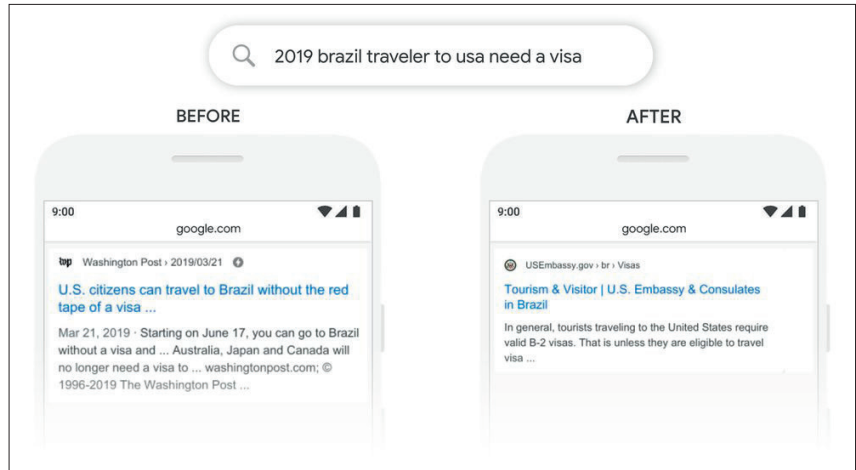 2019 brazil traveler to usa need a visa
BEFORE
9:00
google.com
wp Washington Post › 2019/03/21
U.S. citizens can travel to Brazil without the red
tape of a visa ...
Mar 21, 2019 · Starting on June 17, you can go to Brazil
without a visa and ... Australia, Japan and Canada will
no longer need a visa to ... washingtonpost.com; ©
1996-2019 The Washington Post ...
AFTER
9:00
google.com
USEmbassy.gov › br › Visas
Tourism & Visitor | U.S. Embassy & Consulates
in Brazil
In general, tourists traveling to the United States require
valid B-2 visas. That is unless they are eligible to travel
visa ...